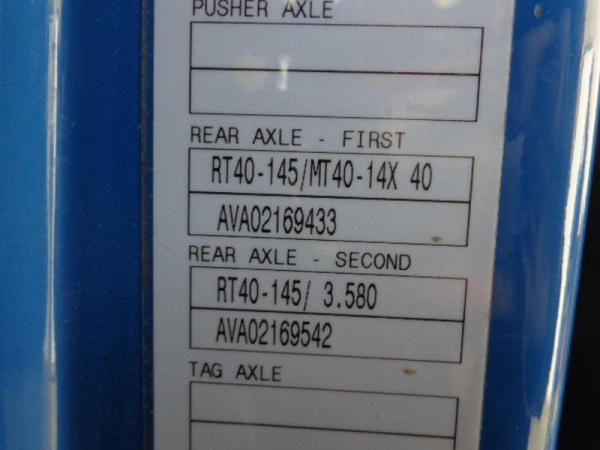 PUSHER AXLE
REAR AXLE - FIRST
RT40-145/MT40-14X 40
AVA02169433
REAR AXLE - SECOND
RT40-145/ 3.580
AVA02169542
TAG AXLE